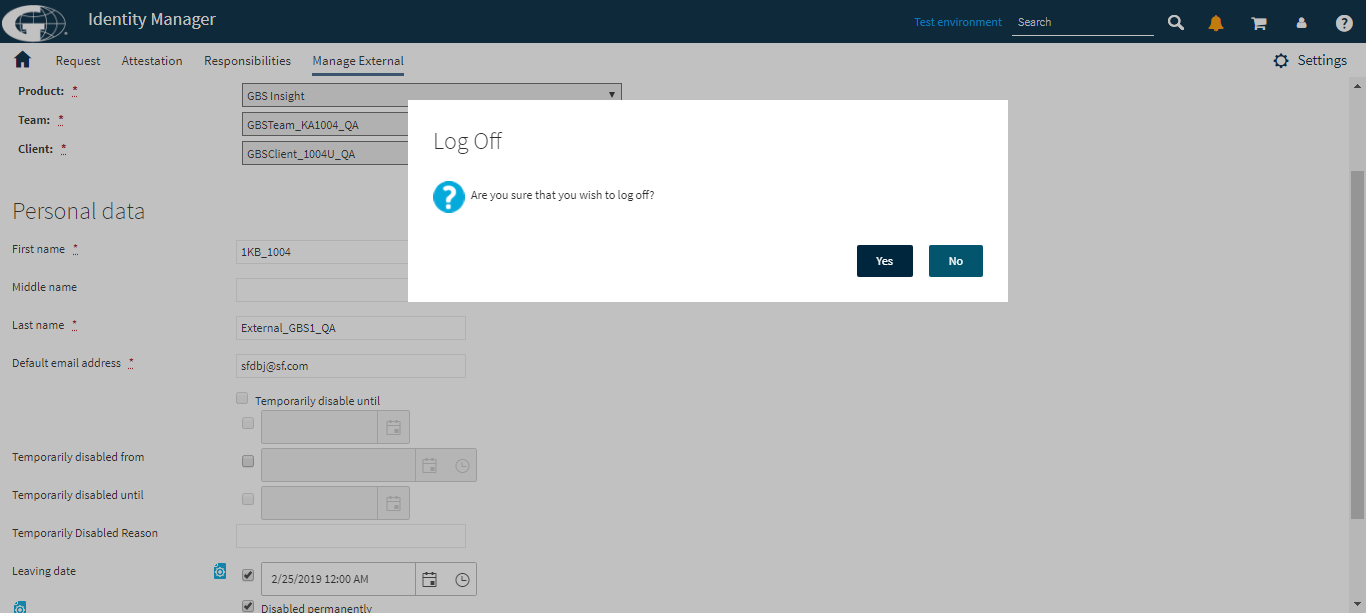 Identity Manager
Test environment
Search
Request
Attestation
Responsibilities
Manage External
Settings
Product: *
GBS Insight
Team: *
GBSTeam_KA1004_QA
Client: *
GBSClient_1004U_QA
Log Off
Are you sure that you wish to log off?
Yes
No
Personal data
First name *
1KB_1004
Middle name
Last name *
External_GBS1_QA
Default email address *
sfdbj@sf.com
Temporarily disable until
Temporarily disabled from
Temporarily disabled until
Temporarily Disabled Reason
Leaving date
2/25/2019 12:00 AM
Disabled permanently